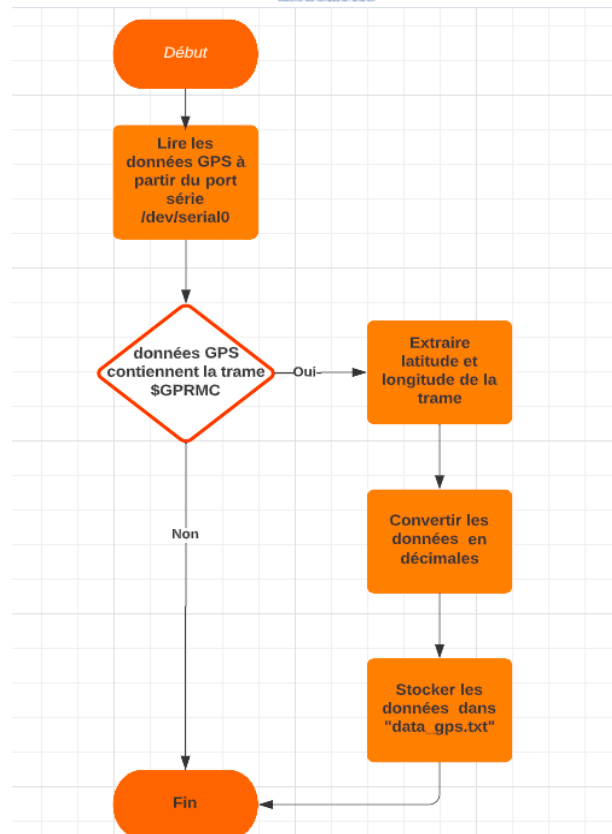 Début
Lire les
données GPS à
partir du port
série
/dev/serial0
données GPS
contiennent la trame
$GPRMC
Oui
Extraire
latitude et
longitude de la
trame
Convertir les
données en
décimales
Non
Stocker les
données dans
"data_gps.txt"
Fin